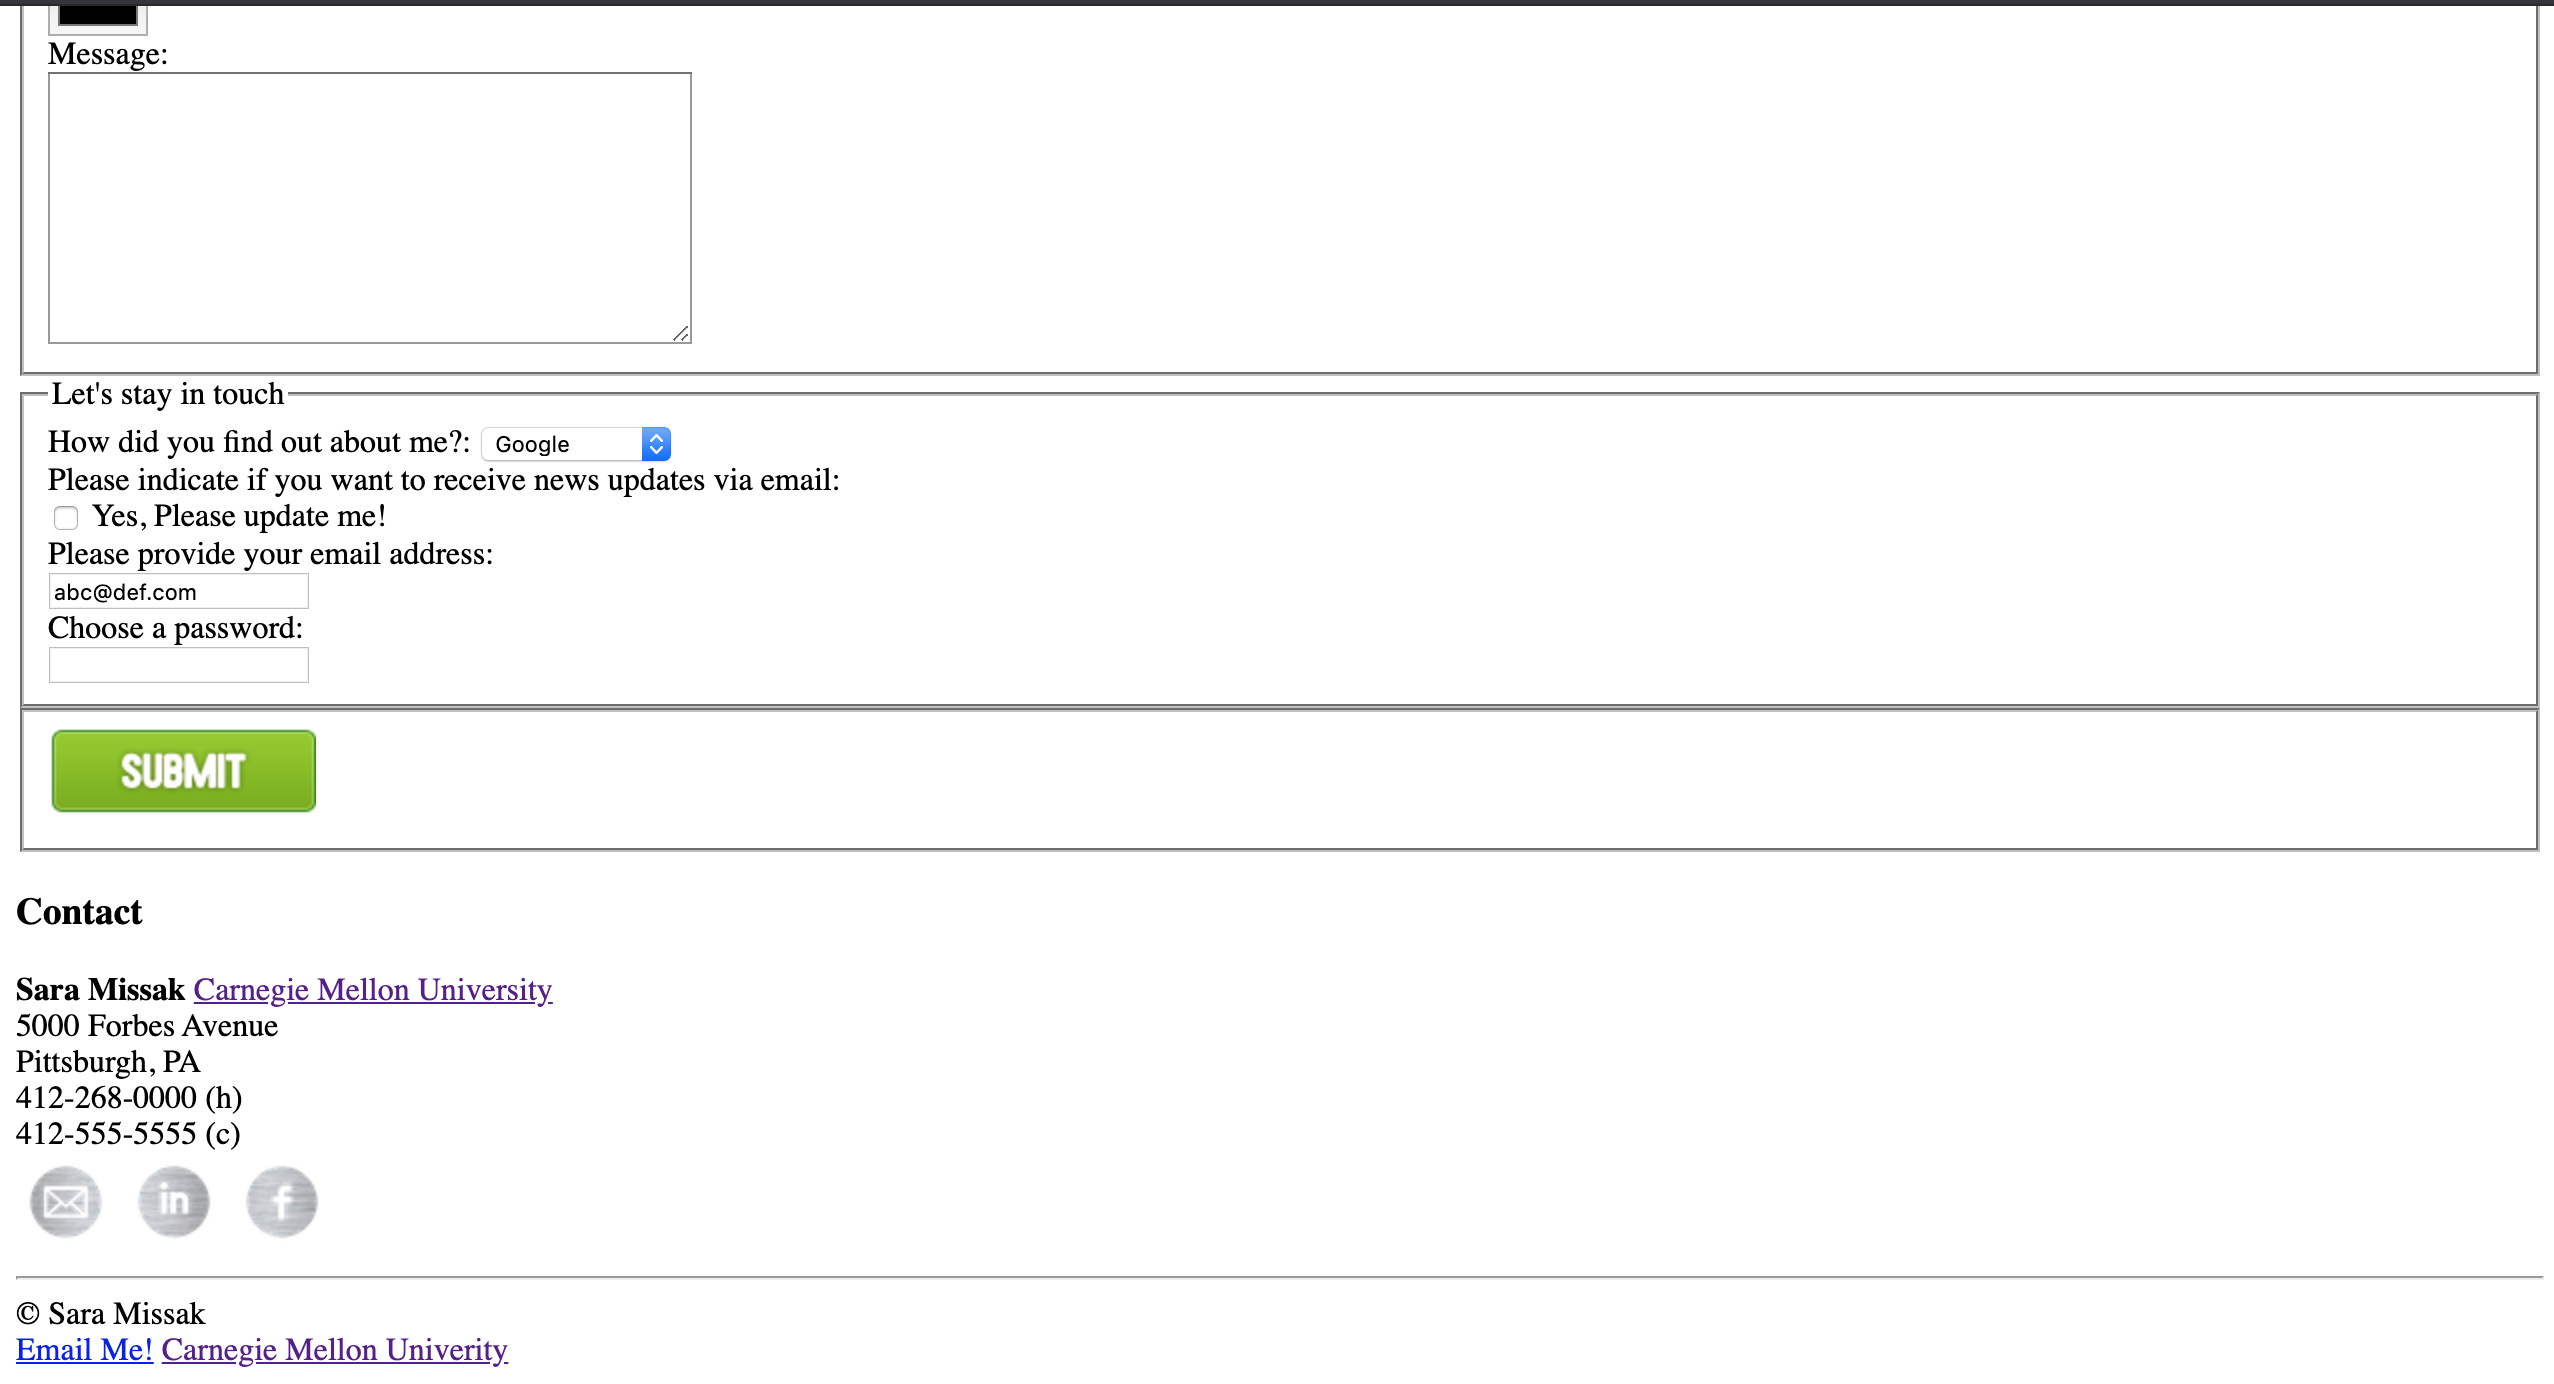 Message:
Let's stay in touch
How did you find out about me?: Google
Please indicate if you want to receive news updates via email:
Yes, Please update me!
Please provide your email address:
abc@def.com
Choose a password:
SUBMIT
Contact
Sara Missak Carnegie Mellon University
5000 Forbes Avenue
Pittsburgh, PA
412-268-0000 (h)
412-555-5555 (c)
in f
© Sara Missak
Email Me! Carnegie Mellon Univerity